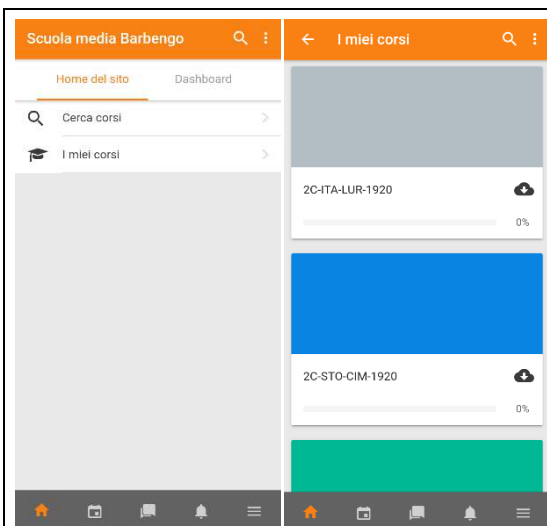 Scuola media Barbengo
Home del sito
Dashboard
Cerca corsi
I miei corsi
I miei corsi
2C-ITA-LUR-1920
0%
2C-STO-CIM-1920
0%